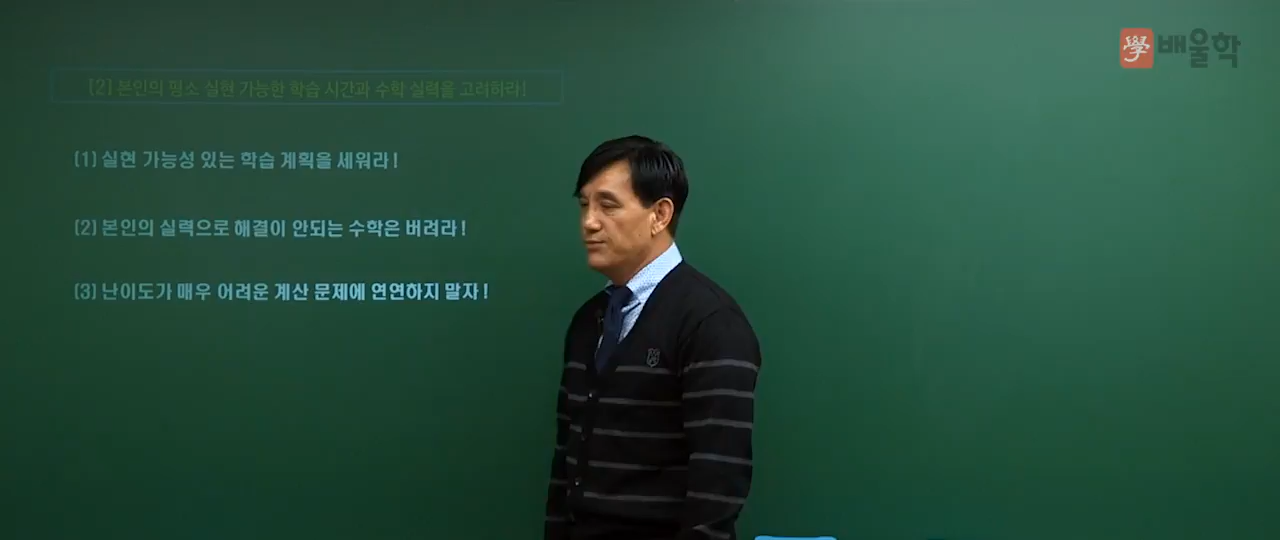 學 배울학
[2] 본인의 평소 실현 가능한 학습 시간과 수학 실력을 고려하라!
(1) 실현 가능성 있는 학습 계획을 세워라!
(2) 본인의 실력으로 해결이 안되는 수학은 버려라!
(3) 난이도가 매우 어려운 계산 문제에 연연하지 말자!